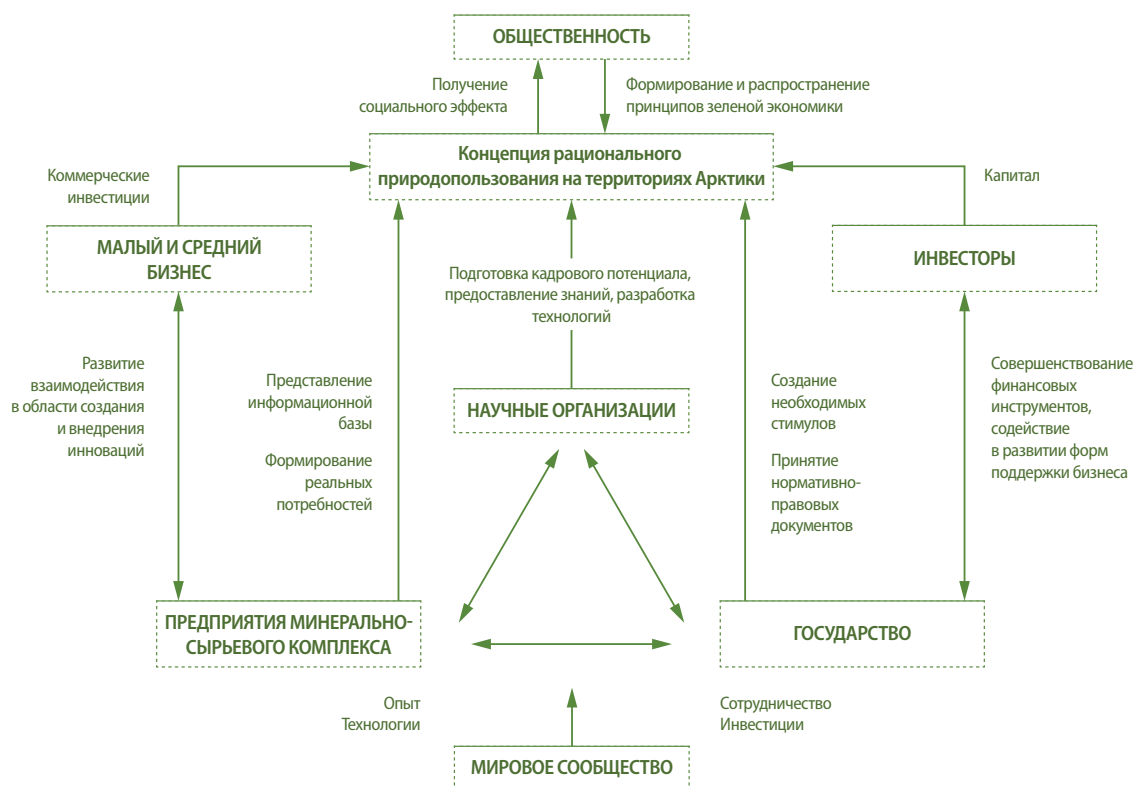 ОБЩЕСТВЕННОСТЬ
Получение
социального эффекта
Формирование и распространение
принципов зеленой экономики
Концепция рационального
природопользования на территориях Арктики
Коммерческие
инвестиции
Капитал
МАЛЫЙ И СРЕДНИЙ
БИЗНЕС
ИНВЕСТОРЫ
Подготовка кадрового потенциала,
предоставление знаний, разработка
технологий
Развитие
взаимодействия
в области создания
и внедрения
инноваций
Представление
информационной
базы
Формирование
реальных
потребностей
НАУЧНЫЕ ОРГАНИЗАЦИИ
Создание
необходимых
стимулов
Принятие
нормативно-
правовых
документов
Совершенствование
финансовых
инструментов,
содействие
в развитии форм
поддержки бизнеса
ПРЕДПРИЯТИЯ МИНЕРАЛЬНО-
СЫРЬЕВОГО КОМПЛЕКСА
ГОСУДАРСТВО
Опыт
Технологии
Сотрудничество
Инвестиции
МИРОВОЕ СООБЩЕСТВО